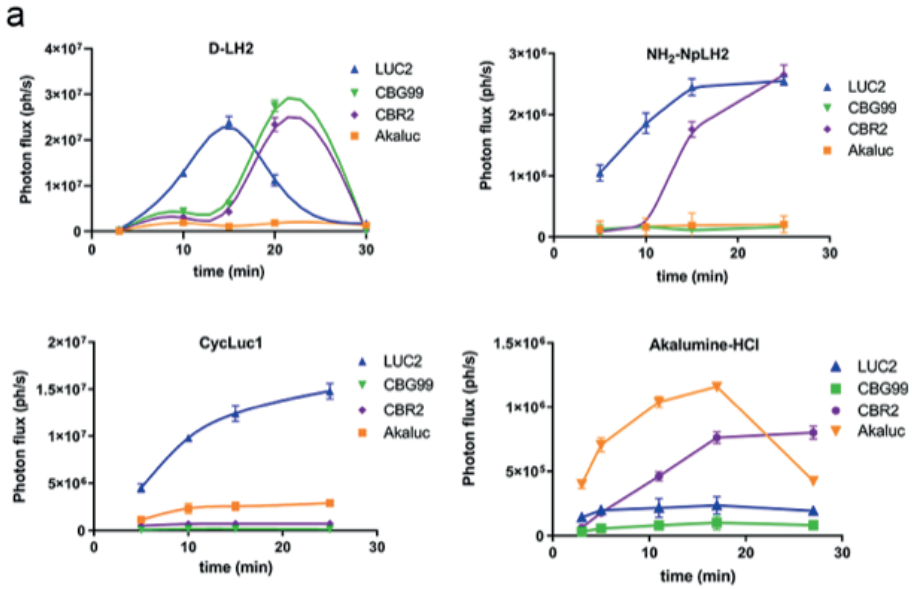 a
D-LH2
Photon flux (ph/s)
4×10⁷
3×10⁷
2×10⁷
1×10⁷
0
0
10
20
30
time (min)
LUC2
CBG99
CBR2
Akaluc
NH₂-NpLH2
Photon flux (ph/s)
3×10⁶
2×10⁶
1×10⁶
0
0
10
20
30
time (min)
LUC2
CBG99
CBR2
Akaluc
CycLuc1
Photon flux (ph/s)
2×10⁷
1.5×10⁷
1×10⁷
5×10⁶
0
0
10
20
30
time (min)
LUC2
CBG99
CBR2
Akaluc
Akalumine-HCl
Photon flux (ph/s)
1.5×10⁶
1×10⁶
5×10⁵
0
0
10
20
30
time (min)
LUC2
CBG99
CBR2
Akaluc